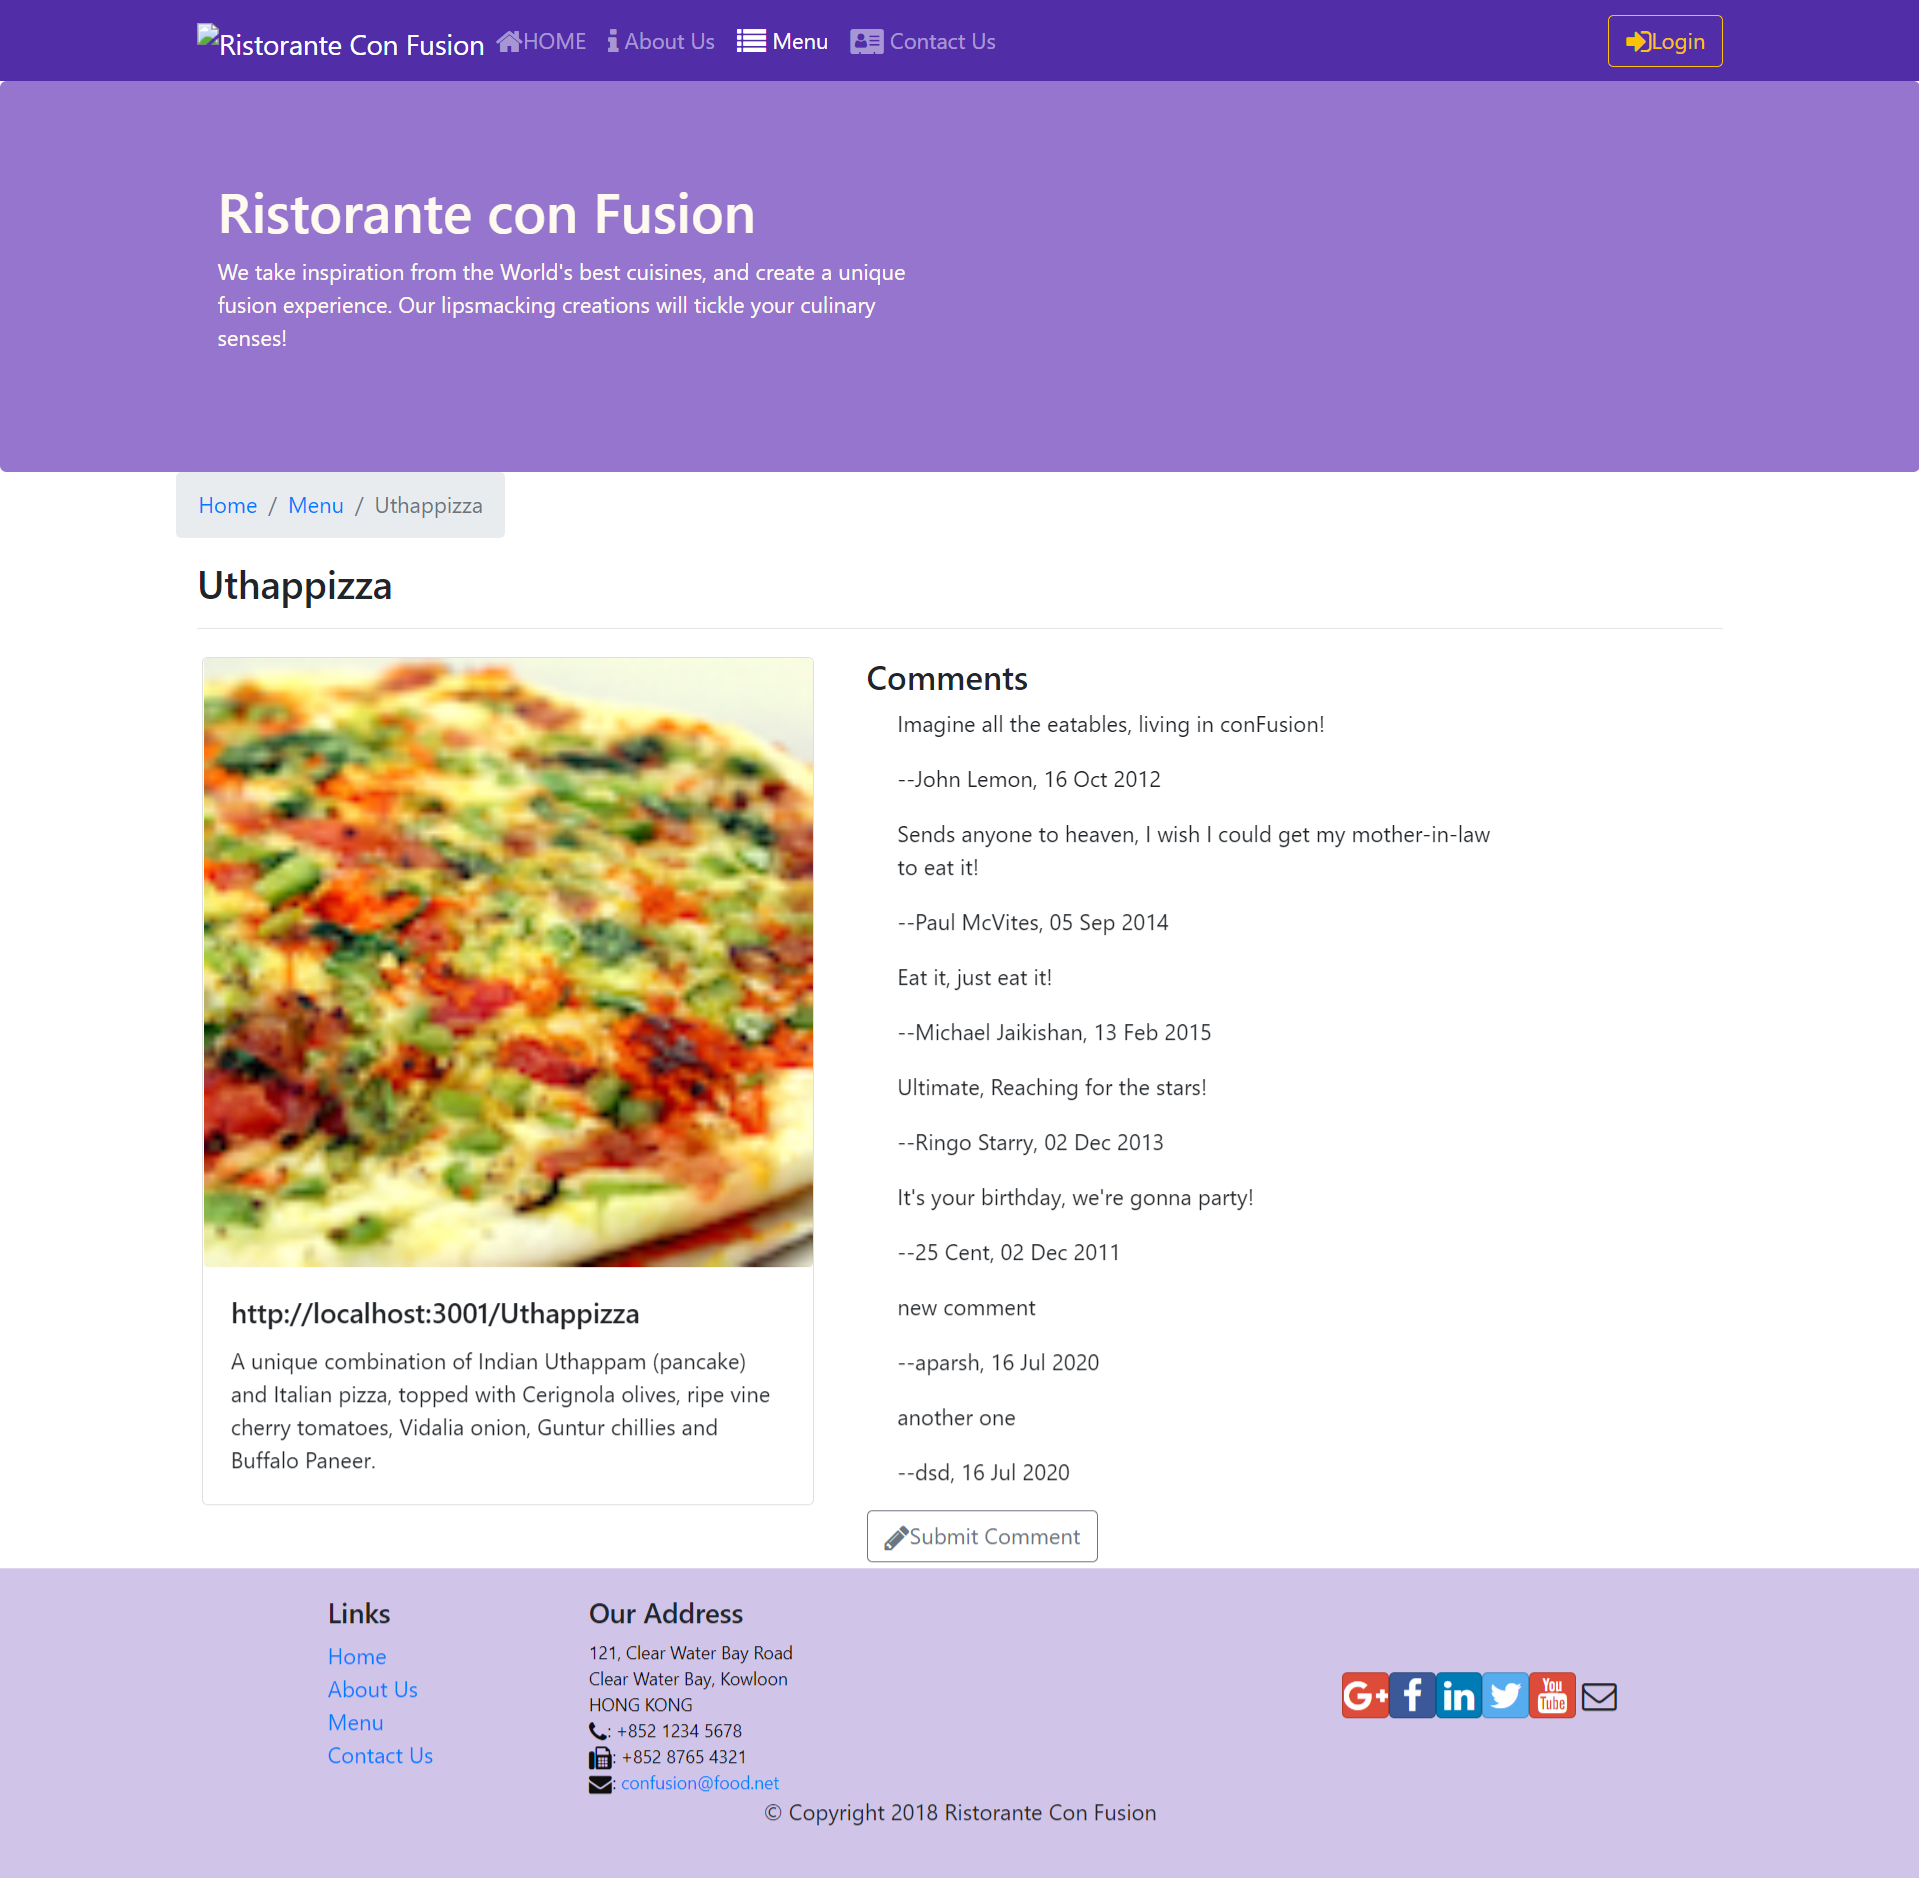 Ristorante Con Fusion HOME About Us Menu Contact Us Login
Ristorante con Fusion
We take inspiration from the World's best cuisines, and create a unique
fusion experience. Our lipsmacking creations will tickle your culinary
senses!
Home / Menu / Uthappizza
Uthappizza
http://localhost:3001/Uthappizza
A unique combination of Indian Uthappam (pancake)
and Italian pizza, topped with Cerignola olives, ripe vine
cherry tomatoes, Vidalia onion, Guntur chillies and
Buffalo Paneer.
Comments
Imagine all the eatables, living in conFusion!
--John Lemon, 16 Oct 2012
Sends anyone to heaven, I wish I could get my mother-in-law
to eat it!
--Paul McVites, 05 Sep 2014
Eat it, just eat it!
--Michael Jaikishan, 13 Feb 2015
Ultimate, Reaching for the stars!
--Ringo Starry, 02 Dec 2013
It's your birthday, we're gonna party!
--25 Cent, 02 Dec 2011
new comment
--aparsh, 16 Jul 2020
another one
--dsd, 16 Jul 2020
Submit Comment
Links
Home
About Us
Menu
Contact Us
Our Address
121, Clear Water Bay Road
Clear Water Bay, Kowloon
HONG KONG
: +852 1234 5678
: +852 8765 4321
: confusion@food.net
G+ f in You Tube
© Copyright 2018 Ristorante Con Fusion